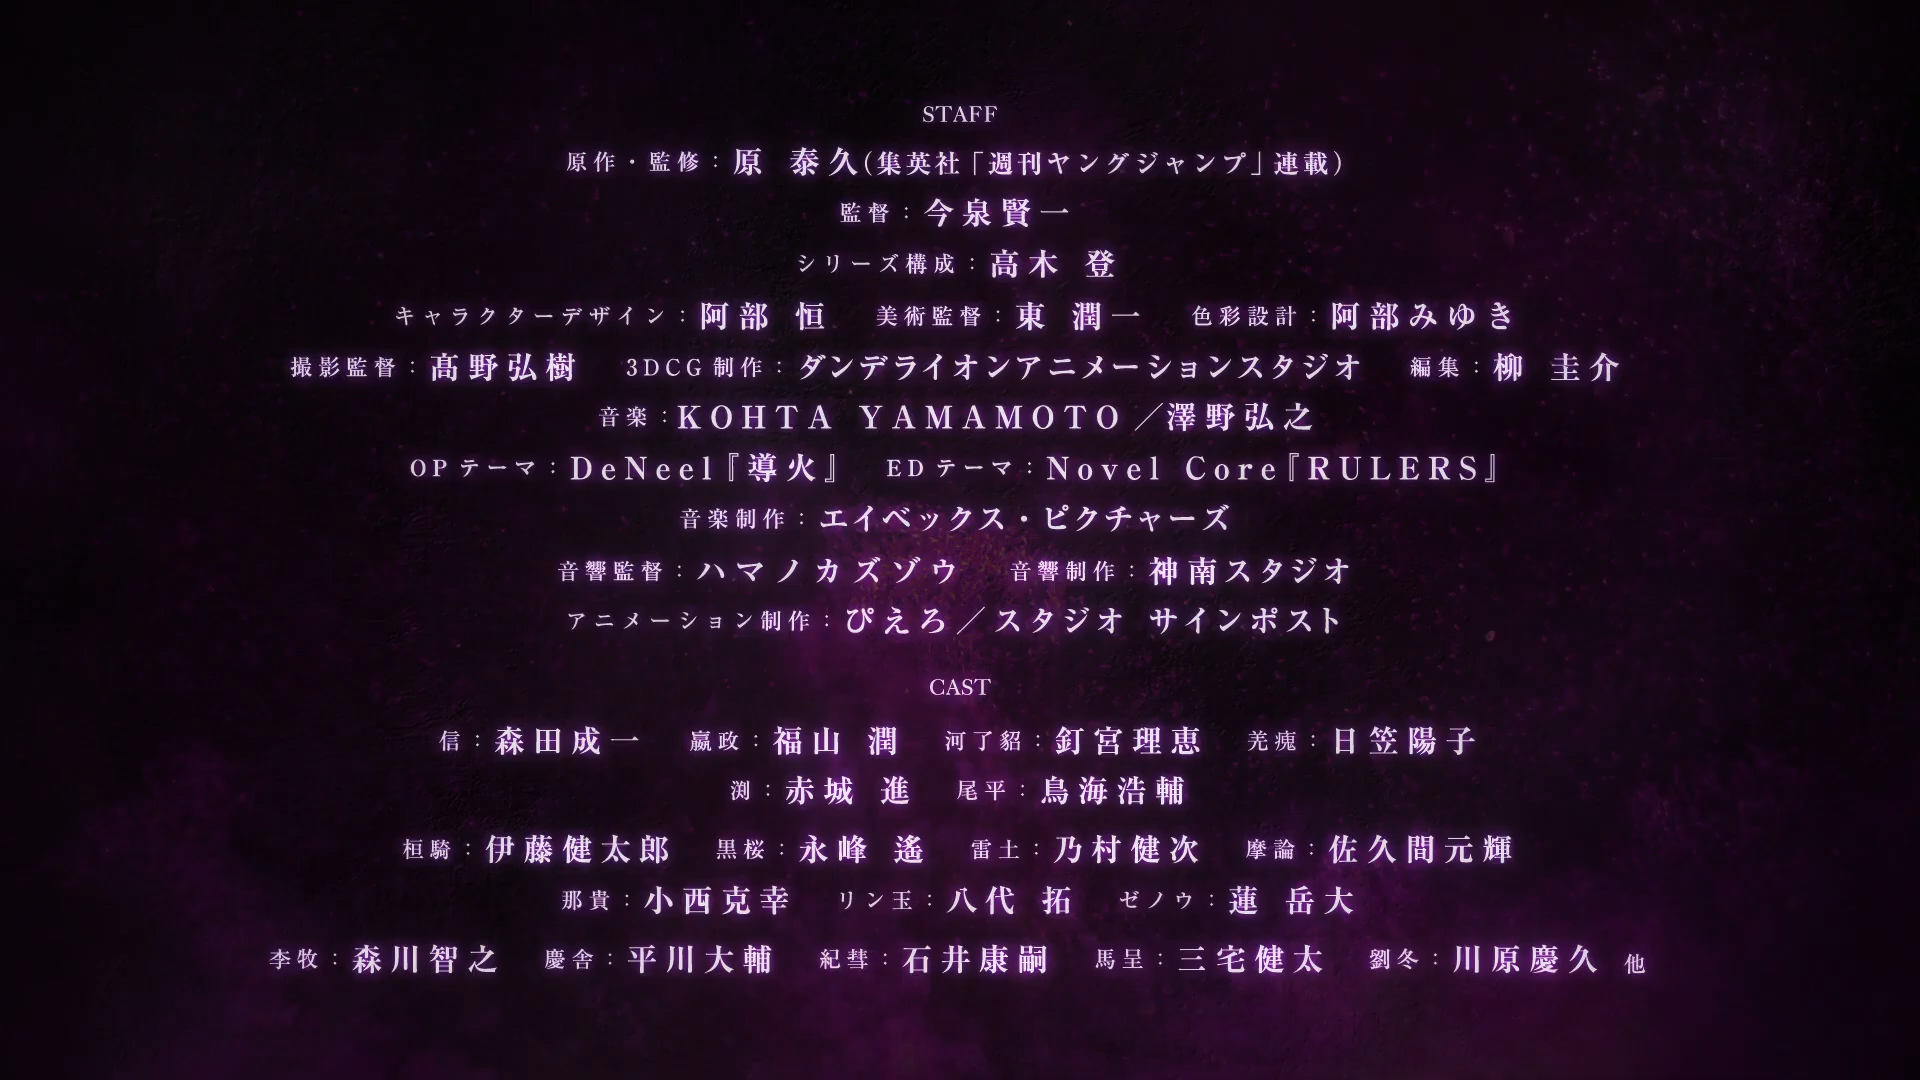 STAFF
原作・監修：原 泰久(集英社「週刊ヤングジャンプ」連載)
監督：今泉賢一
シリーズ構成：高木 登
キャラクターデザイン：阿部 恒 美術監督：東 潤一 色彩設計：阿部みゆき
撮影監督：髙野弘樹 3DCG制作：ダンデライオンアニメーションスタジオ 編集：柳 圭介
音楽：KOHTA YAMAMOTO／澤野弘之
OPテーマ：DeNeel『導火』 EDテーマ：Novel Core『RULERS』
音楽制作：エイベックス・ピクチャーズ
音響監督：ハマノカズゾウ 音響制作：神南スタジオ
アニメーション制作：ぴえろ／スタジオ サインポスト
CAST
信：森田成一 嬴政：福山 潤 河了貂：釘宮理恵 羌瘣：日笠陽子
渕：赤城 進 尾平：鳥海浩輔
桓騎：伊藤健太郎 黒桜：永峰 遙 雷土：乃村健次 摩論：佐久間元輝
那貴：小西克幸 リン玉：八代 拓 ゼノウ：蓮 岳大
李牧：森川智之 慶舎：平川大輔 紀彗：石井康嗣 馬呈：三宅健太 劉冬：川原慶久 他